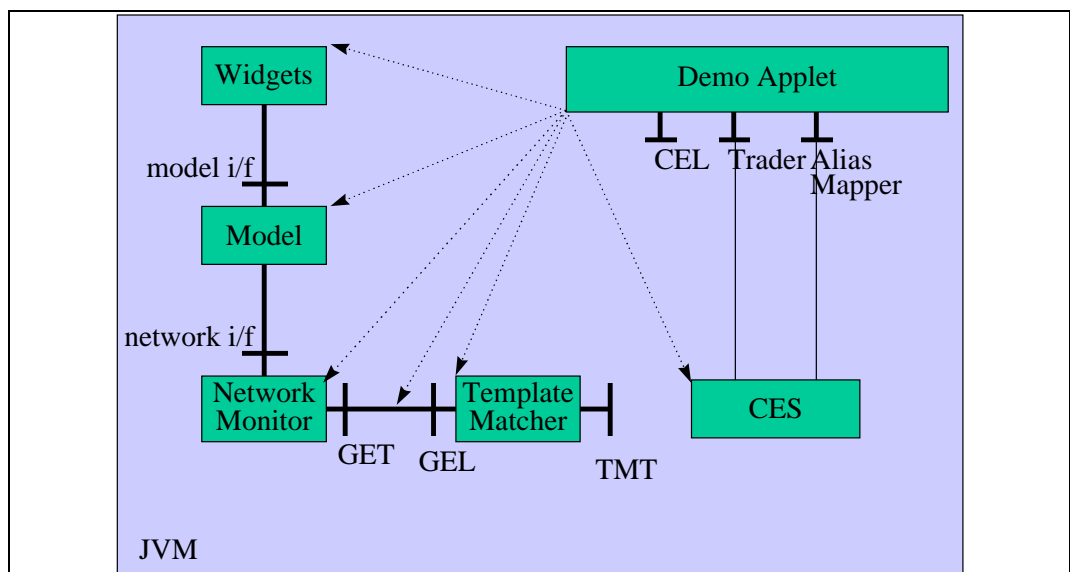 Widgets
Demo Applet
model i/f
CEL
Trader
Alias
Mapper
Model
network i/f
Network
Monitor
Template
Matcher
CES
GET
GEL
TMT
JVM